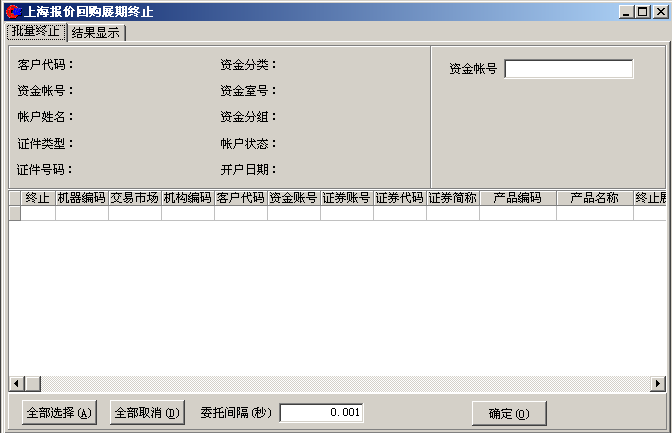 上海报价回购展期终止
批量终止 结果显示
客户代码： 资金分类： 资金帐号
资金帐号： 资金室号：
帐户姓名： 资金分组：
证件类型： 帐户状态：
证件号码： 开户日期：
终止 机器编码 交易市场 机构编码 客户代码 资金账号 证券账号 证券代码 证券简称 产品编码 产品名称 终止展
全部选择(A) 全部取消(D) 委托间隔(秒) 0.001 确定(O)